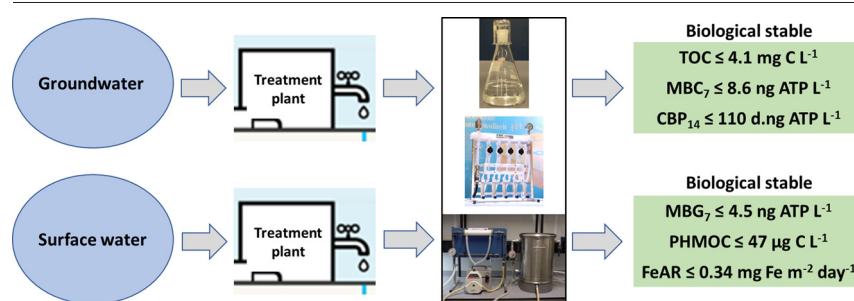 Groundwater
Treatment
plant
Biological stable
TOC ≤ 4.1 mg C L⁻¹
MBC₇ ≤ 8.6 ng ATP L⁻¹
CBP₁₄ ≤ 110 d.ng ATP L⁻¹
Surface water
Treatment
plant
Biological stable
MBG₇ ≤ 4.5 ng ATP L⁻¹
PHMOC ≤ 47 µg C L⁻¹
FeAR ≤ 0.34 mg Fe m⁻² day⁻¹